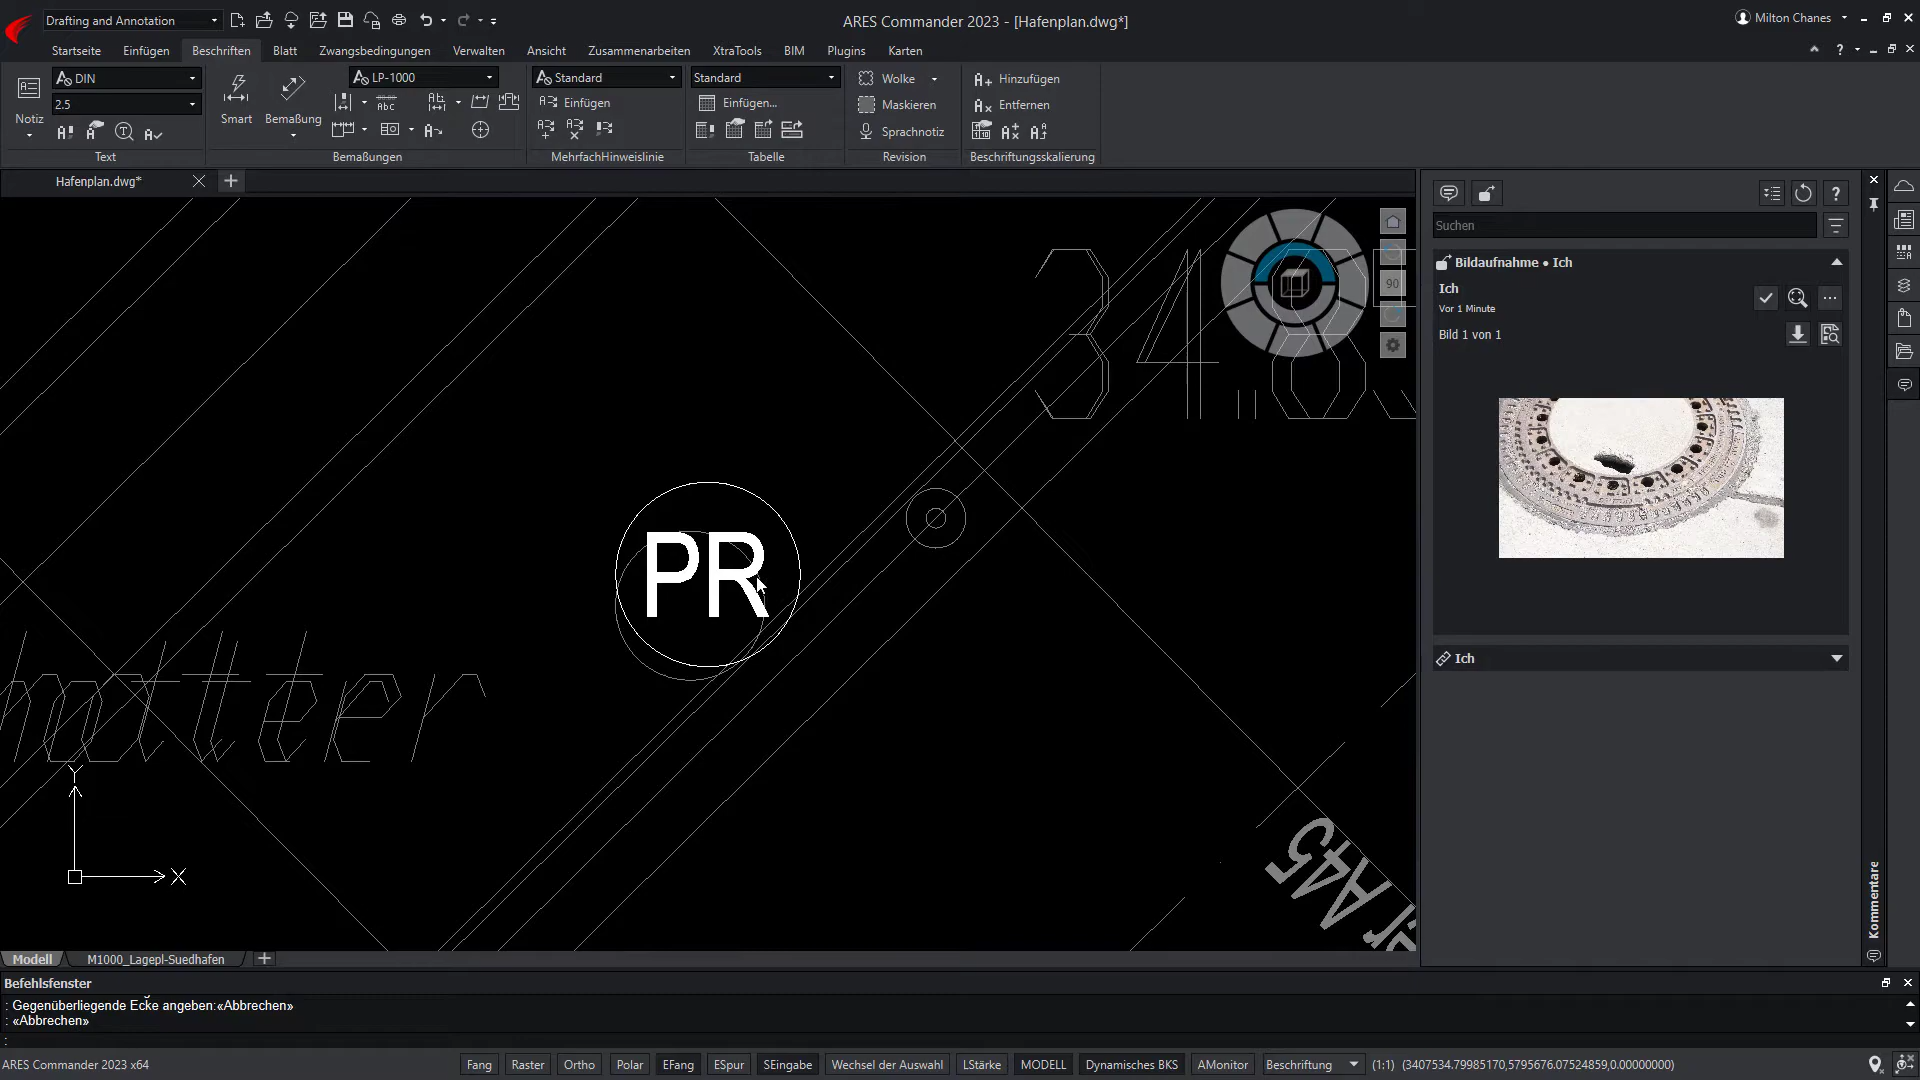 Drafting and Annotation
ARES Commander 2023 - [Hafenplan.dwg*]
Milton Chanes
Startseite Einfügen Beschriften Blatt Zwangsbedingungen Verwalten Ansicht Zusammenarbeiten XtraTools BIM Plugins Karten
DIN
2.5
Notiz
Text
Smart
Bemaßung
LP-1000
Bemaßungen
Standard
Einfügen
MehrfachHinweislinie
Standard
Einfügen...
Tabelle
Wolke
Maskieren
Sprachnotiz
Revision
Hinzufügen
Entfernen
Beschriftungsskalierung
Hafenplan.dwg*
Suchen
Bildaufnahme • Ich
Ich
Vor 1 Minute
Bild 1 von 1
Ich
90
PR
A45
Y
X
Kommentare
Modell M1000_Lagepl-Suedhafen
Befehlsfenster
: Gegenüberliegende Ecke angeben:«Abbrechen»
: «Abbrechen»
:
ARES Commander 2023 x64
Fang Raster Ortho Polar EFang ESpur SEingabe Wechsel der Auswahl LStärke MODELL Dynamisches BKS AMonitor Beschriftung (1:1) (3407534.79985170,5795676.07524859,0.00000000)